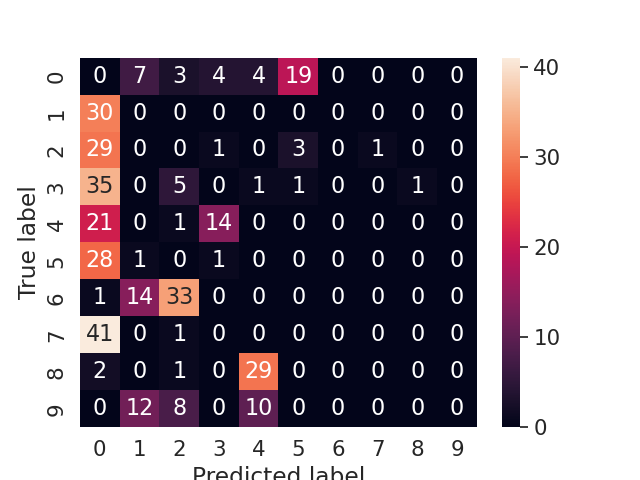 0 0 7 3 4 4 19 0 0 0 0
1 30 0 0 0 0 0 0 0 0 0
2 29 0 0 1 0 3 0 1 0 0
3 35 0 5 0 1 1 0 0 1 0
4 21 0 1 14 0 0 0 0 0 0
5 28 1 0 1 0 0 0 0 0 0
6 1 14 33 0 0 0 0 0 0 0
7 41 0 1 0 0 0 0 0 0 0
8 2 0 1 0 29 0 0 0 0 0
9 0 12 8 0 10 0 0 0 0 0
0 1 2 3 4 5 6 7 8 9
Predicted label
True label
40
30
20
10
0